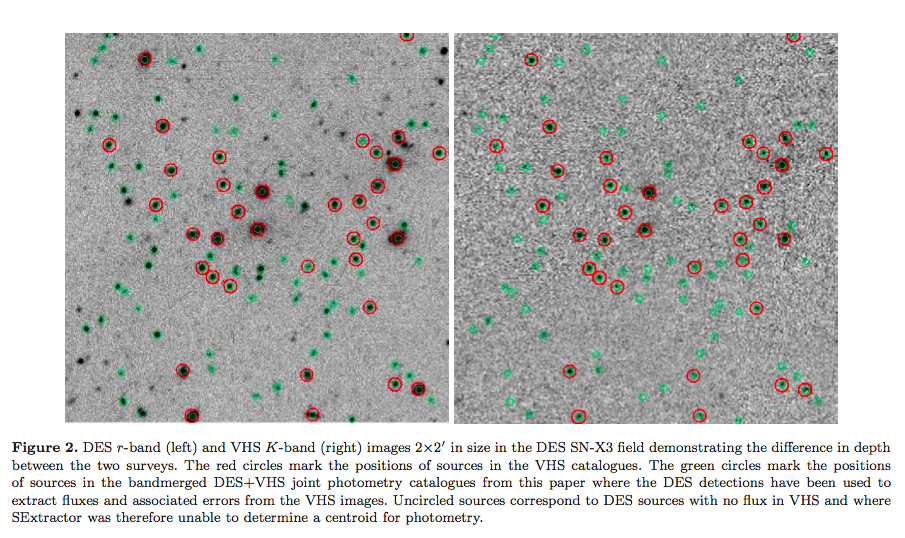 Figure 2. DES r-band (left) and VHS K-band (right) images 2×2′ in size in the DES SN-X3 field demonstrating the difference in depth
between the two surveys. The red circles mark the positions of sources in the VHS catalogues. The green circles mark the positions
of sources in the bandmerged DES+VHS joint photometry catalogues from this paper where the DES detections have been used to
extract fluxes and associated errors from the VHS images. Uncircled sources correspond to DES sources with no flux in VHS and where
SExtractor was therefore unable to determine a centroid for photometry.